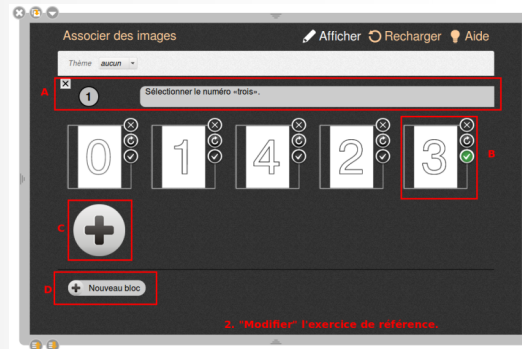 Associer des images Afficher Recharger Aide
Thème aucun
A
1 Sélectionner le numéro «trois».
0 1 4 2 3
B
C
D Nouveau bloc
2. "Modifier" l'exercice de référence.